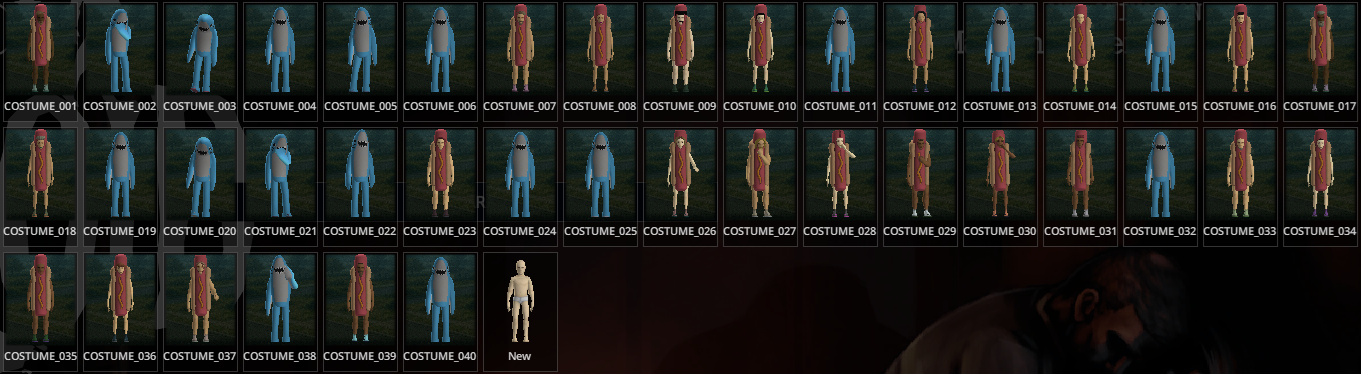 COSTUME_001 COSTUME_002 COSTUME_003 COSTUME_004 COSTUME_005 COSTUME_006 COSTUME_007 COSTUME_008 COSTUME_009 COSTUME_010 COSTUME_011 COSTUME_012 COSTUME_013 COSTUME_014 COSTUME_015 COSTUME_016 COSTUME_017
COSTUME_018 COSTUME_019 COSTUME_020 COSTUME_021 COSTUME_022 COSTUME_023 COSTUME_024 COSTUME_025 COSTUME_026 COSTUME_027 COSTUME_028 COSTUME_029 COSTUME_030 COSTUME_031 COSTUME_032 COSTUME_033 COSTUME_034
COSTUME_035 COSTUME_036 COSTUME_037 COSTUME_038 COSTUME_039 COSTUME_040 New